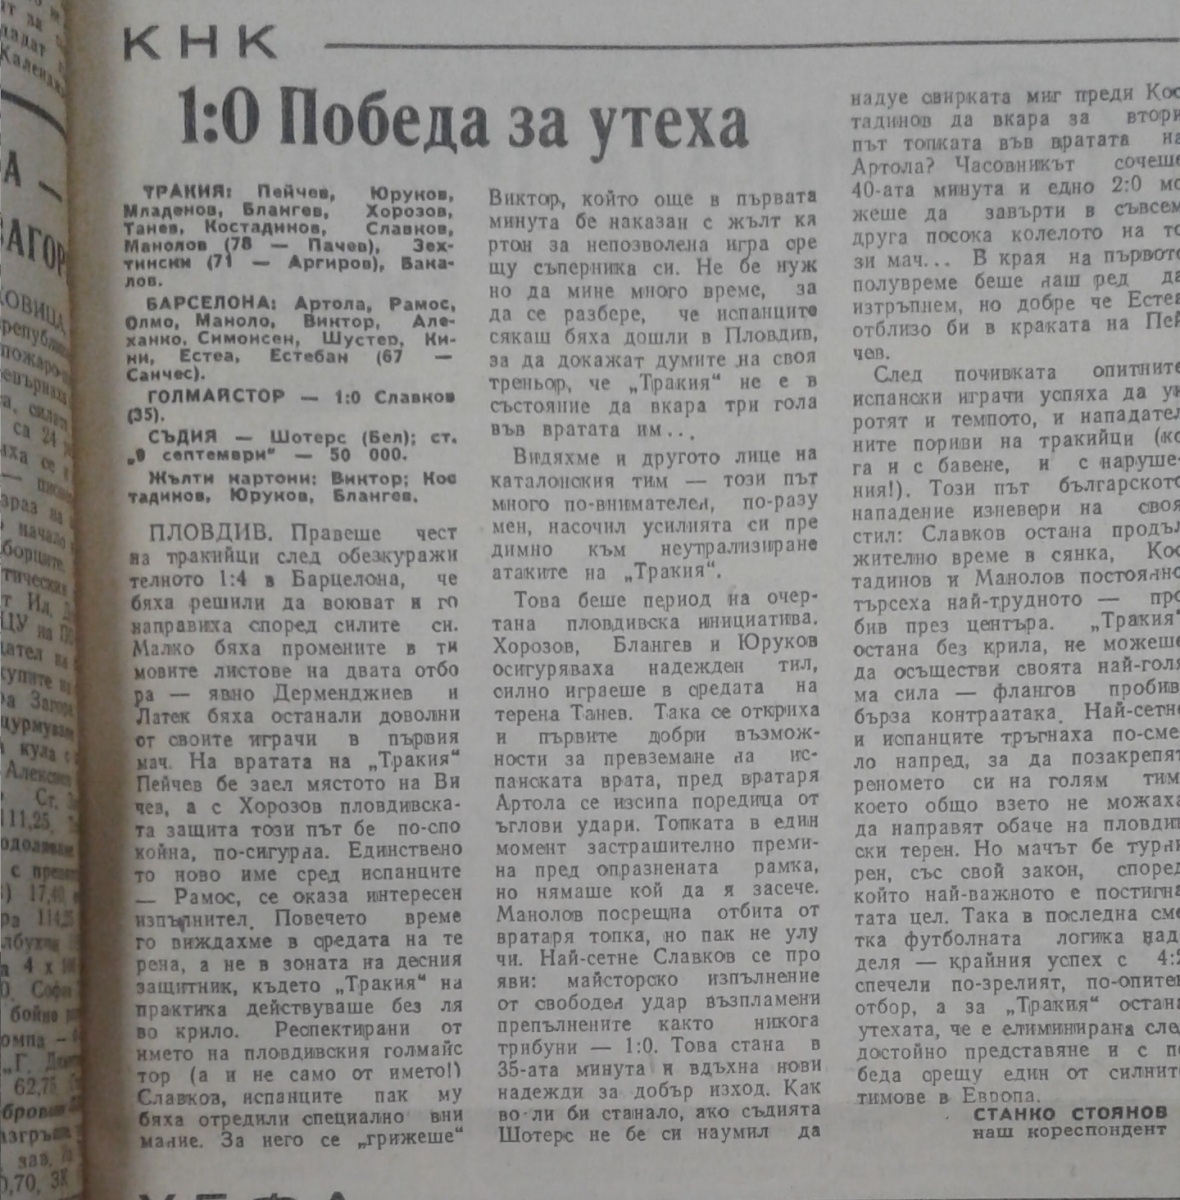 КНК
1:0 Победа за утеха
ТРАКИЯ: Пейчев, Юруков,
Младенов, Блангев, Хорозов,
Танев, Костадинов, Славков,
Манолов (78 — Пачев), Зех-
тински (71 — Аргиров), Бака-
лов.
БАРСЕЛОНА: Артола, Рамос,
Олмо, Маноло, Виктор, Але-
ханко, Симонсен, Шустер, Ки-
ни, Естеа, Естебан (67 —
Санчес).
ГОЛМАЙСТОР — 1:0 Славков
(35).
СЪДИЯ — Шотерс (Бел); ст.
„9 септември“ — 50 000.
Жълти картони: Виктор; Кос
тадинов, Юруков, Блангев.
ПЛОВДИВ. Правеше чест
на тракийци след обезкуражи
телното 1:4 в Барцелона, че
бяха решили да воюват и го
направиха според силите си.
Малко бяха промените в ти
мовите листове на двата отбо
ра — явно Дерменджиев и
Латек бяха останали доволни
от своите играчи в първия
мач. На вратата на „Тракия“
Пейчев бе заел мястото на Ви
чев, а с Хорозов пловдивска-
та защита този път бе по-спо
койна, по-сигурна. Единствено
то ново име сред испанците
— Рамос, се оказа интересен
изпълнител. Повечето време
го виждахме в средата на те
рена, а не в зоната на десния
защитник, където „Тракия“ на
практика действуваше без ля
во крило. Респектирани от
името на пловдивския голмайс
тор (а и не само от името!)
Славков, испанците пак му
бяха отредили специално вни
мание. За него се „грижеше“
Виктор, който още в първата
минута бе наказан с жълт ка
ртон за непозволена игра сре
щу съперника си. Не бе нуж
но да мине много време, за
да се разбере, че испанците
сякаш бяха дошли в Пловдив,
за да докажат думите на своя
треньор, че „Тракия“ не е в
състояние да вкара три гола
във вратата им...
Видяхме и другото лице на
каталонския тим — този път
много по-внимателен, по-разу
мен, насочил усилията си пре
димно към неутрализиране
атаките на „Тракия“.
Това беше период на очер-
тана пловдивска инициатива.
Хорозов, Блангев и Юруков
осигуряваха надежден тил,
силно играеше в средата на
терена Танев. Така се откриха
и първите добри възмож-
ности за превземане на ис-
панската врата, пред вратаря
Артола се изсипа поредица от
ъглови удари. Топката в един
момент застрашително преми-
на пред опразнената рамка,
но нямаше кой да я засече.
Манолов посрещна отбита от
вратаря топка, но пак не улу
чи. Най-сетне Славков се про
яви: майсторско изпълнение
от свободен удар възпламени
препълнените както никога
трибуни — 1:0. Това стана в
35-ата минута и вдъхна нови
надежди за добър изход. Как
во ли би станало, ако съдията
Шотерс не бе си наумил да
надуе свирката миг преди Кос
тадинов да вкара за втори
път топката във вратата на
Артола? Часовникът сочеше
40-ата минута и едно 2:0 мо
жеше да завърти в съвсем
друга посока колелото на то
зи мач... В края на първото
полувреме беше наш ред да
изтръпнем, но добре че Естеа
отблизо би в краката на Пей
чев.
След почивката опитните
испански играчи успяха да ук
ротят и темпото, и нападател
ните пориви на тракийци (ко
га и с бавене, и с наруше-
ния!). Този път българското
нападение изневери на своя
стил: Славков остана продъл
жително време в сянка, Кос
тадинов и Манолов постоянно
търсеха най-трудното — про
бив през центъра. „Тракия“
остана без крила, не можеше
да осъществи своята най-голя
ма сила — флангов пробив,
бърза контраатака. Най-сетне
и испанците тръгнаха по-сме
ло напред, за да позакрепят
реномето си на голям тим,
което общо взето не можаха
да направят обаче на пловдив
ски терен. Но мачът бе турни
рен, със свой закон, според
който най-важното е постигна
тата цел. Така в последна сме
тка футболната логика над
деля — крайния успех с 4:2
спечели по-зрелият, по-опитен
отбор, а за „Тракия“ остана
утехата, че е елиминирана след
достойно представяне и с по
беда срещу един от силните
тимове в Европа.
СТАНКО СТОЯНОВ
наш кореспондент